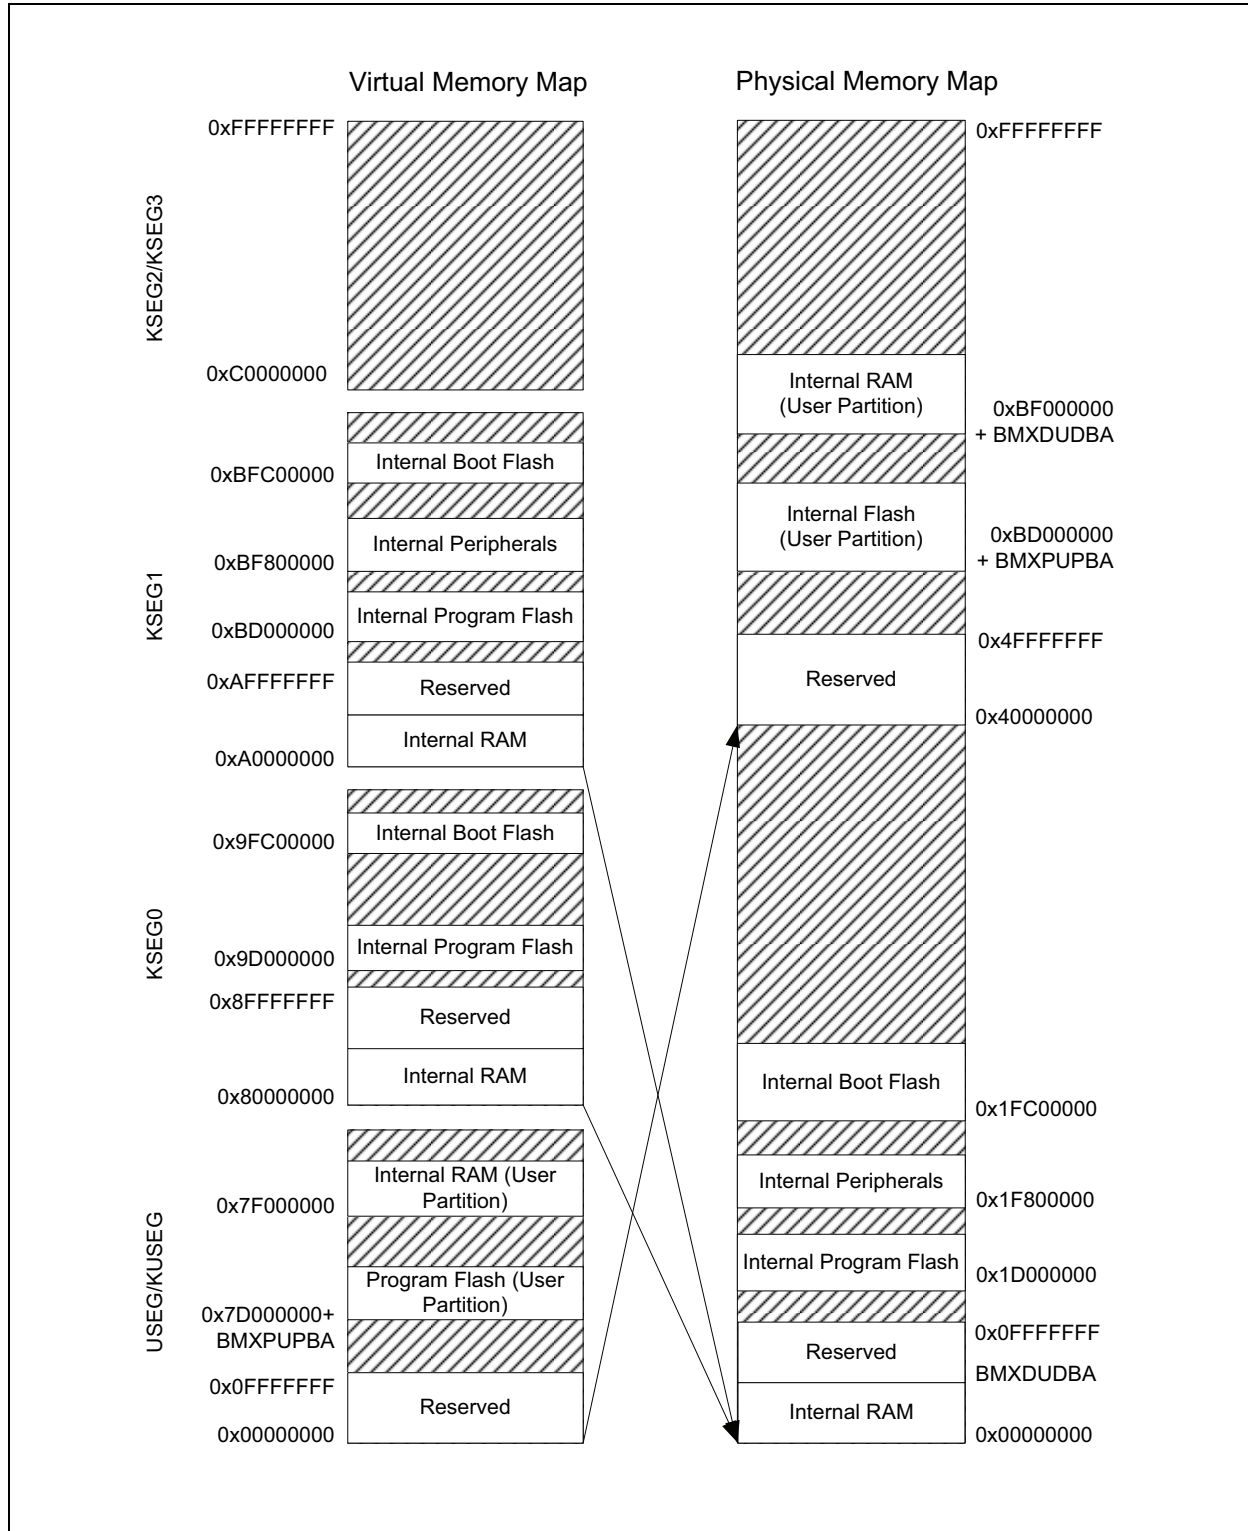 Virtual Memory Map
0xFFFFFFFF
KSEG2/KSEG3
0xC0000000
Internal Boot Flash
0xBFC00000
Internal Peripherals
0xBF800000
KSEG1
Internal Program Flash
0xBD000000
0xAFFFFFFF
Reserved
Internal RAM
0xA0000000
Internal Boot Flash
0x9FC00000
KSEG0
Internal Program Flash
0x9D000000
0x8FFFFFFF
Reserved
Internal RAM
0x80000000
Internal RAM (User
Partition)
0x7F000000
USEG/KUSEG
Program Flash (User
Partition)
0x7D000000+
BMXPUPBA
0x0FFFFFFF
Reserved
0x00000000
Physical Memory Map
0xFFFFFFFF
Internal RAM
(User Partition)
0xBF000000
+ BMXDUDBA
Internal Flash
(User Partition)
0xBD000000
+ BMXPUPBA
0x4FFFFFFF
Reserved
0x40000000
Internal Boot Flash
0x1FC00000
Internal Peripherals
0x1F800000
Internal Program Flash
0x1D000000
0x0FFFFFFF
Reserved
BMXDUDBA
Internal RAM
0x00000000